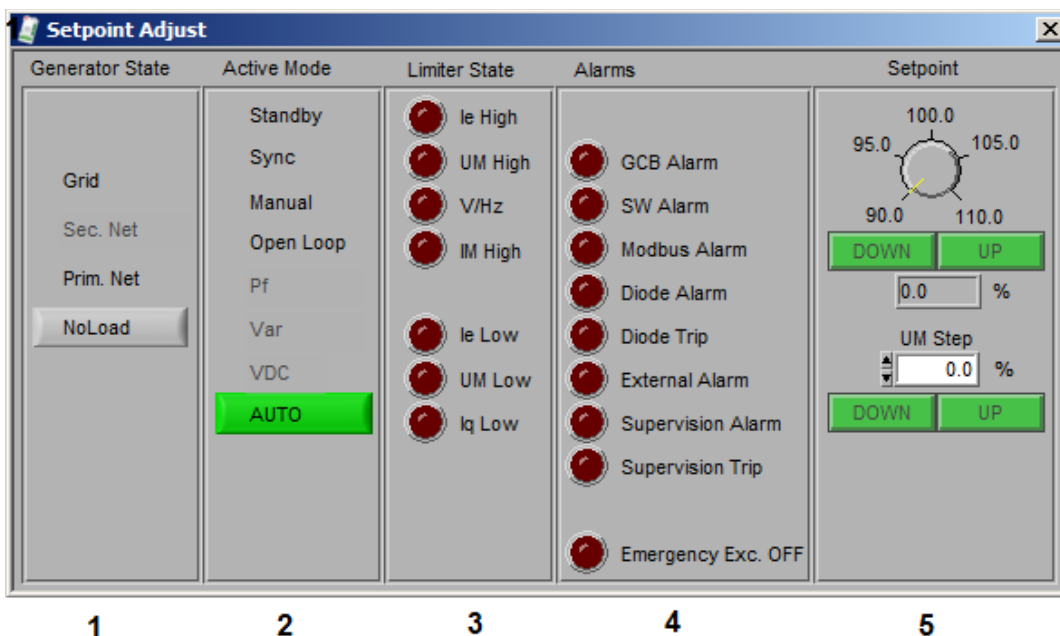 Setpoint Adjust
Generator State
Grid
Sec. Net
Prim. Net
NoLoad
Active Mode
Standby
Sync
Manual
Open Loop
Pf
Var
VDC
AUTO
Limiter State
Ie High
UM High
V/Hz
IM High
Ie Low
UM Low
Iq Low
Alarms
GCB Alarm
SW Alarm
Modbus Alarm
Diode Alarm
Diode Trip
External Alarm
Supervision Alarm
Supervision Trip
Emergency Exc. OFF
Setpoint
100.0
95.0 105.0
90.0 110.0
DOWN UP
0.0 %
UM Step
0.0 %
DOWN UP
1 2 3 4 5